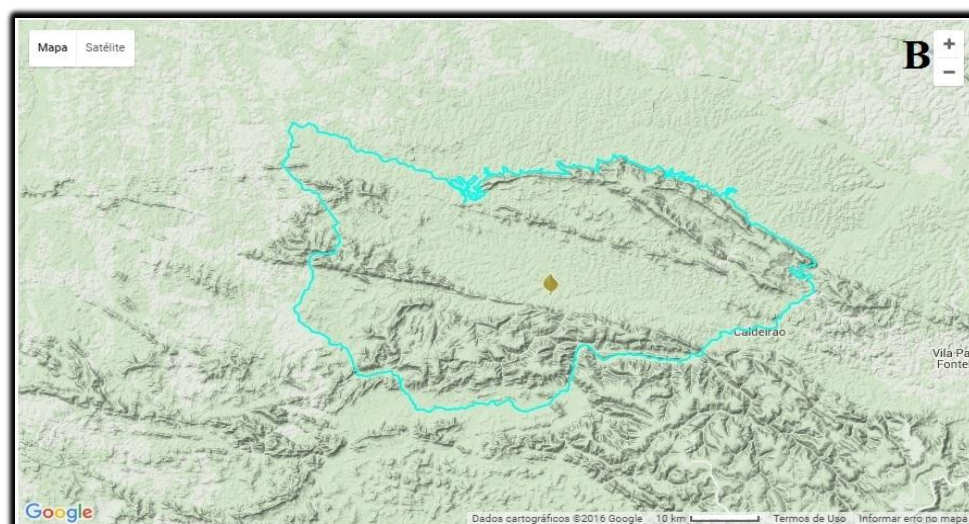 Mapa Satélite
B
+
−
Caldeirão
Vila Pa
Fonte
Google
Dados cartográficos ©2016 Google 10 km Termos de Uso Informar erro no mapa